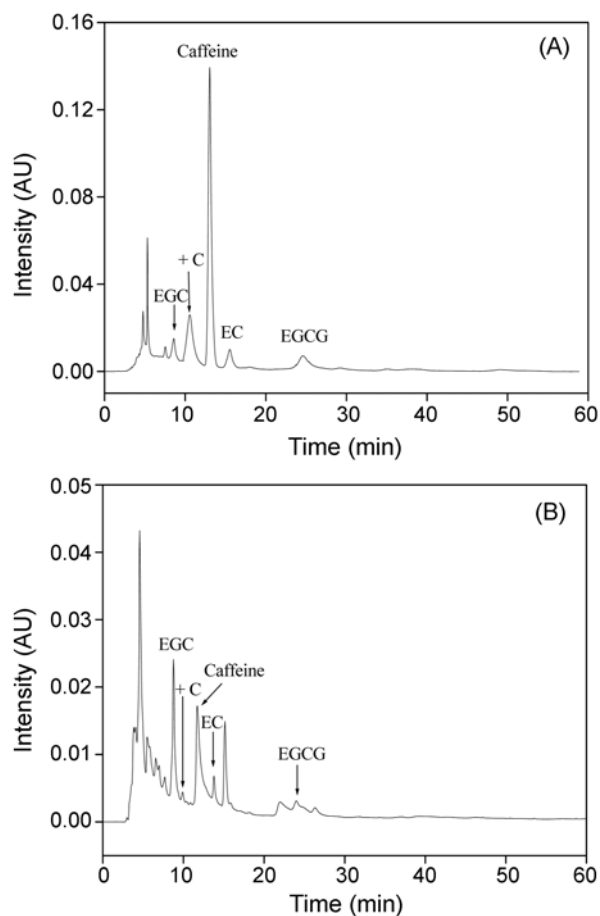 (A)
0.16
0.12
0.08
0.04
0.00
Intensity (AU)
Caffeine
+ C
EGC
EC
EGCG
0 10 20 30 40 50 60
Time (min)
(B)
0.05
0.04
0.03
0.02
0.01
0.00
Intensity (AU)
EGC
Caffeine
+ C
EC
EGCG
0 10 20 30 40 50 60
Time (min)